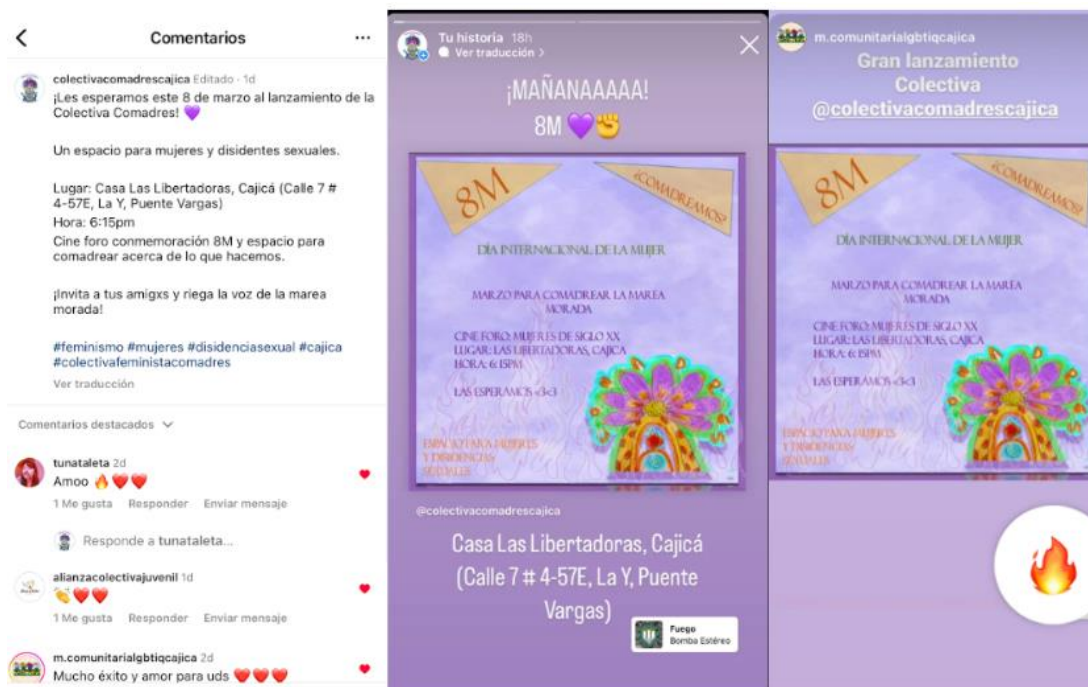 Comentarios
colectivacomadrescajica Editado · 1d
¡Les esperamos este 8 de marzo al lanzamiento de la
Colectiva Comadres! 💜
Un espacio para mujeres y disidentes sexuales.
Lugar: Casa Las Libertadoras, Cajicá (Calle 7 #
4-57E, La Y, Puente Vargas)
Hora: 6:15pm
Cine foro conmemoración 8M y espacio para
comadrear acerca de lo que hacemos.
¡Invita a tus amigxs y riega la voz de la marea
morada!
#feminismo #mujeres #disidenciasexual #cajica
#colectivafeministacomadres
Ver traducción
Comentarios destacados
tunataleta 2d
Amoo 🔥❤️❤️
1 Me gusta Responder Enviar mensaje
Responde a tunataleta...
alianzacolectivajuvenil 1d
👏❤️❤️
1 Me gusta Responder Enviar mensaje
m.comunitarialgbtiqcajica 2d
Mucho éxito y amor para uds ❤️❤️❤️
Tu historia 18h
Ver traducción >
¡MAÑANAAAAA!
8M 💜✊
8M
¿COMADREAMOS?
DÍA INTERNACIONAL DE LA MUJER
MARZO PARA COMADREAR LA MAREA
MORADA
CINE FORO: MUJERES DE SIGLO XX
LUGAR: LAS LIBERTADORAS, CAJICA
HORA: 6:15PM
LAS ESPERAMOS <3<3
ESPACIO PARA MUJERES
Y DISIDENCIAS
SEXUALES
@colectivacomadrescajica
Casa Las Libertadoras, Cajicá
(Calle 7 # 4-57E, La Y, Puente
Vargas)
Fuego
Bomba Estéreo
m.comunitarialgbtiqcajica
Gran lanzamiento
Colectiva
@colectivacomadrescajica
8M
¿COMADREAMOS?
DÍA INTERNACIONAL DE LA MUJER
MARZO PARA COMADREAR LA MAREA
MORADA
CINE FORO: MUJERES DE SIGLO XX
LUGAR: LAS LIBERTADORAS, CAJICA
HORA: 6:15PM
LAS ESPERAMOS <3<3
ESPACIO PARA MUJERES
Y DISIDENCIAS
SEXUALES